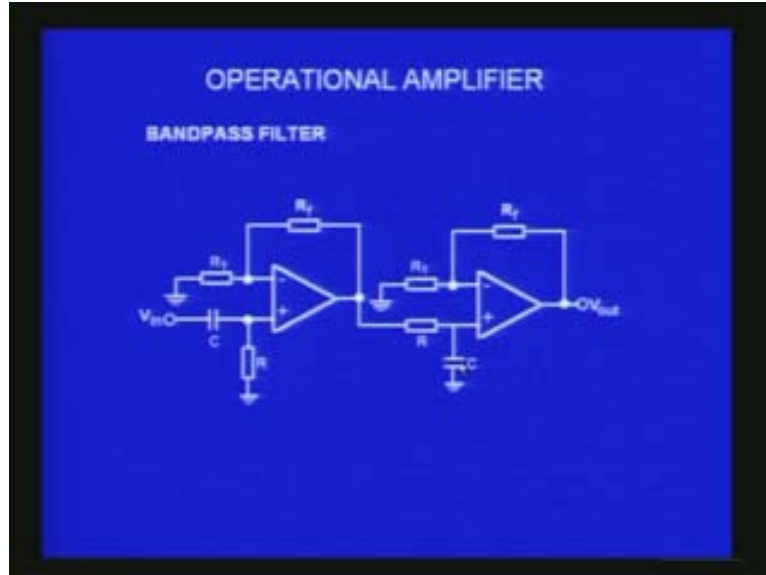 OPERATIONAL AMPLIFIER
BANDPASS FILTER
Rf Rf
R1 R1
- -
Vin + + Vout
C R
R C